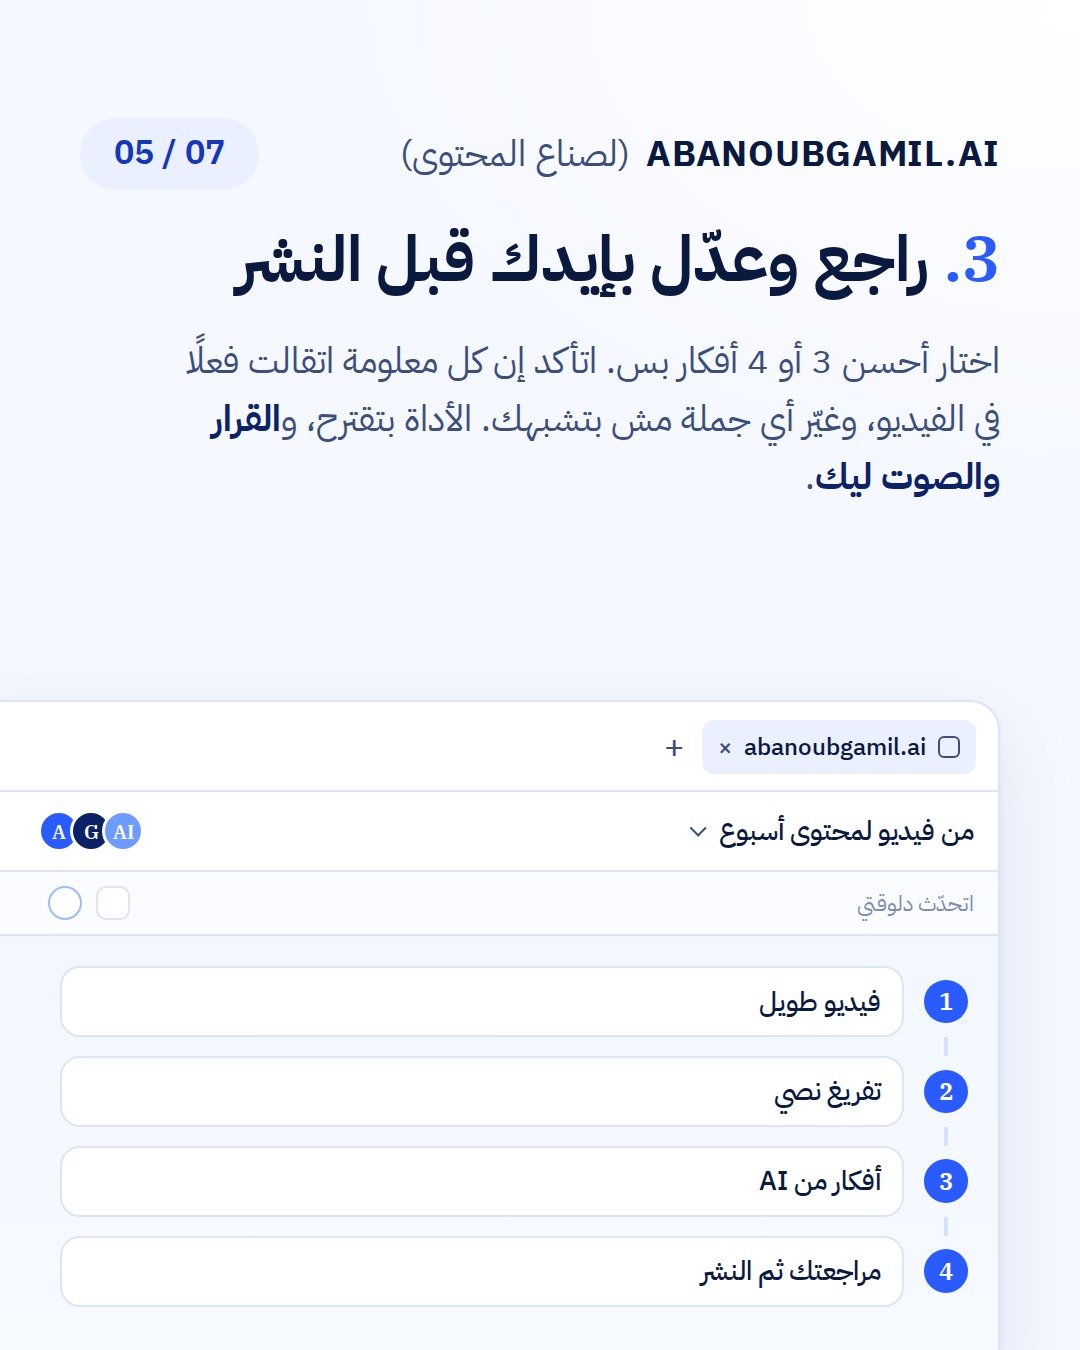 ABANOUBGAMIL.AI (لصناع المحتوى)
05 / 07
3. راجع وعدّل بإيدك قبل النشر
اختار أحسن 3 أو 4 أفكار بس. اتأكد إن كل معلومة اتقالت فعلًا
في الفيديو، وغيّر أي جملة مش بتشبهك. الأداة بتقترح، والقرار
والصوت ليك.
abanoubgamil.ai × +
من فيديو لمحتوى أسبوع
AI G A
اتحدّث دلوقتي
1 فيديو طويل
2 تفريغ نصي
3 أفكار من AI
4 مراجعتك ثم النشر